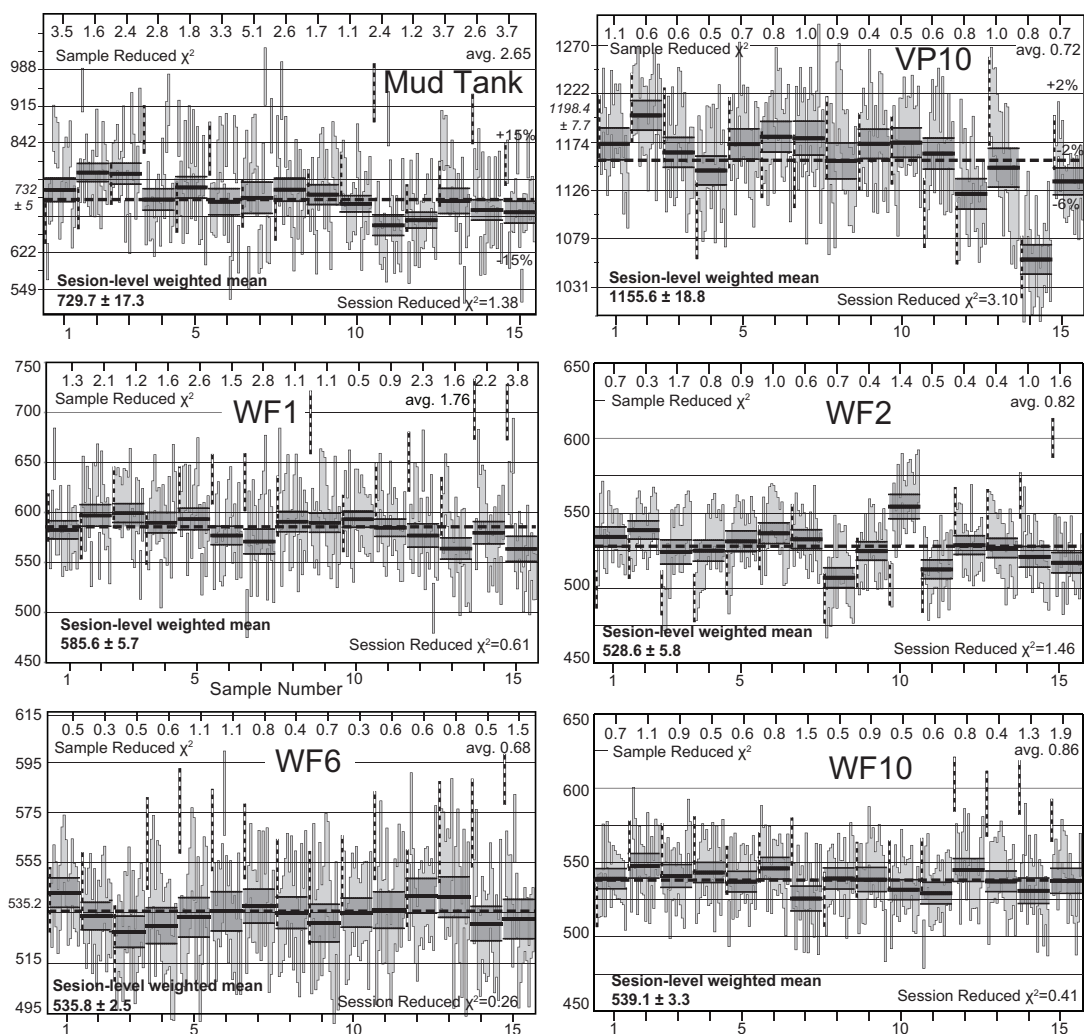 3.5 1.6 2.4 2.8 1.8 3.3 5.1 2.6 1.7 2.4 1.2 3.7 2.6 3.7
Sample Reduced χ²
avg. 2.65
Mud Tank
988
915
842
732
± 5
622
549
+15%
-15%
Sesion-level weighted mean
729.7 ± 17.3
Session Reduced χ²=1.38
1 5 10 15
1.1 0.6 0.6 0.5 0.7 0.8 1.0 0.9 0.4 0.5 0.6 0.8 1.0 0.8 0.7
Sample Reduced χ²
avg. 0.72
VP10
1270
1222
1198.4
± 7.7
1174
1126
1079
1031
+2%
-2%
-6%
Sesion-level weighted mean
1155.6 ± 18.8
Session Reduced χ²=3.10
1 5 10 15
750
700
650
600
550
500
450
1.3 2.1 1.2 1.6 2.6 1.5 2.8 1.1 1.1 0.5 0.9 2.3 1.6 2.2 3.8
Sample Reduced χ²
avg. 1.76
WF1
Sesion-level weighted mean
585.6 ± 5.7
Session Reduced χ²=0.61
1 5 10 15
Sample Number
650
600
550
500
450
0.7 0.3 1.7 0.8 0.9 1.0 0.6 0.7 0.4 1.4 0.5 0.4 0.4 1.0 1.6
Sample Reduced χ²
avg. 0.82
WF2
Sesion-level weighted mean
528.6 ± 5.8
Session Reduced χ²=1.46
1 5 10 15
615
595
575
555
535.2
515
495
0.5 0.3 0.5 0.6 1.1 1.1 0.8 0.4 0.7 0.3 0.6 0.6 0.8 0.5 1.5
Sample Reduced χ²
avg. 0.68
WF6
Sesion-level weighted mean
535.8 ± 2.5
Session Reduced χ²=0.26
1 5 10 15
650
600
550
500
450
0.7 1.1 0.9 0.5 0.6 0.8 1.5 0.5 0.9 0.5 0.6 0.8 0.4 1.3 1.9
Sample Reduced χ²
avg. 0.86
WF10
Sesion-level weighted mean
539.1 ± 3.3
Session Reduced χ²=0.41
1 5 10 15